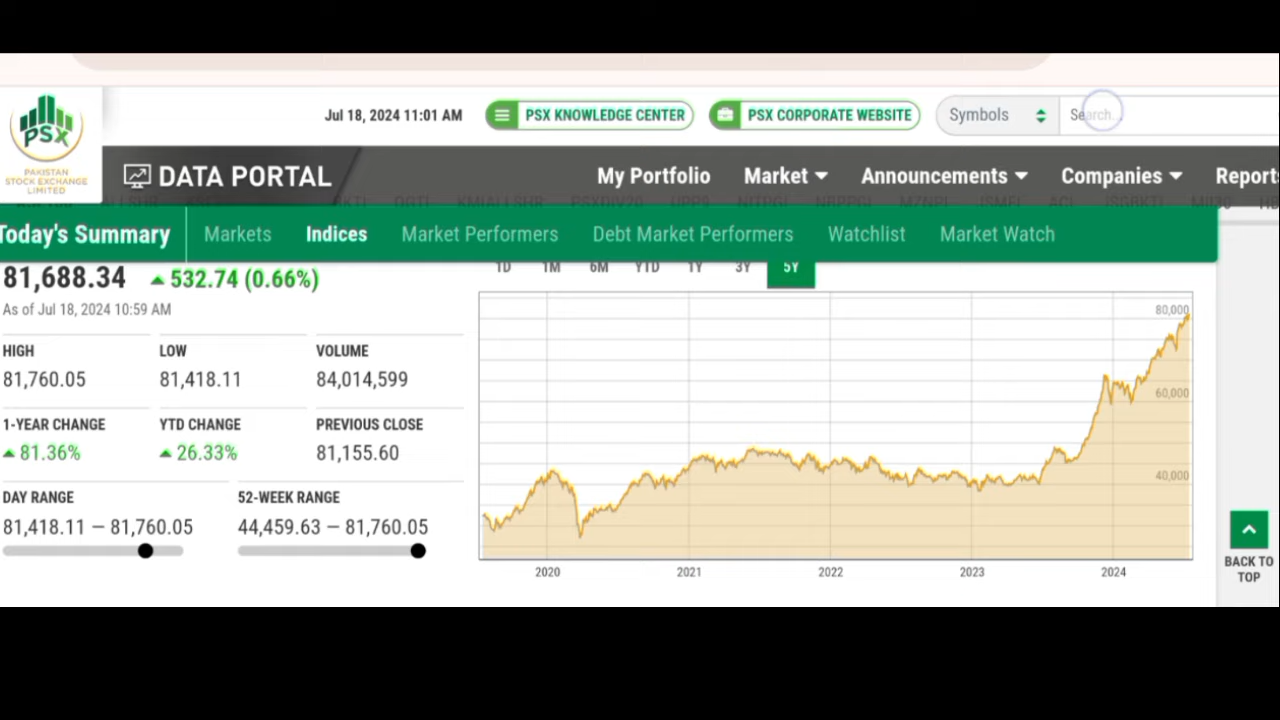 PSX
PAKISTAN
STOCK EXCHANGE
LIMITED
Jul 18, 2024 11:01 AM
PSX KNOWLEDGE CENTER
PSX CORPORATE WEBSITE
Symbols
Search...
DATA PORTAL
My Portfolio
Market
Announcements
Companies
Reports
Today's Summary
Markets
Indices
Market Performers
Debt Market Performers
Watchlist
Market Watch
81,688.34 532.74 (0.66%)
As of Jul 18, 2024 10:59 AM
HIGH LOW VOLUME
81,760.05 81,418.11 84,014,599
1-YEAR CHANGE YTD CHANGE PREVIOUS CLOSE
81.36% 26.33% 81,155.60
DAY RANGE 52-WEEK RANGE
81,418.11 — 81,760.05 44,459.63 — 81,760.05
1D 1M 6M YTD 1Y 3Y 5Y
80,000
60,000
40,000
2020 2021 2022 2023 2024
BACK TO
TOP